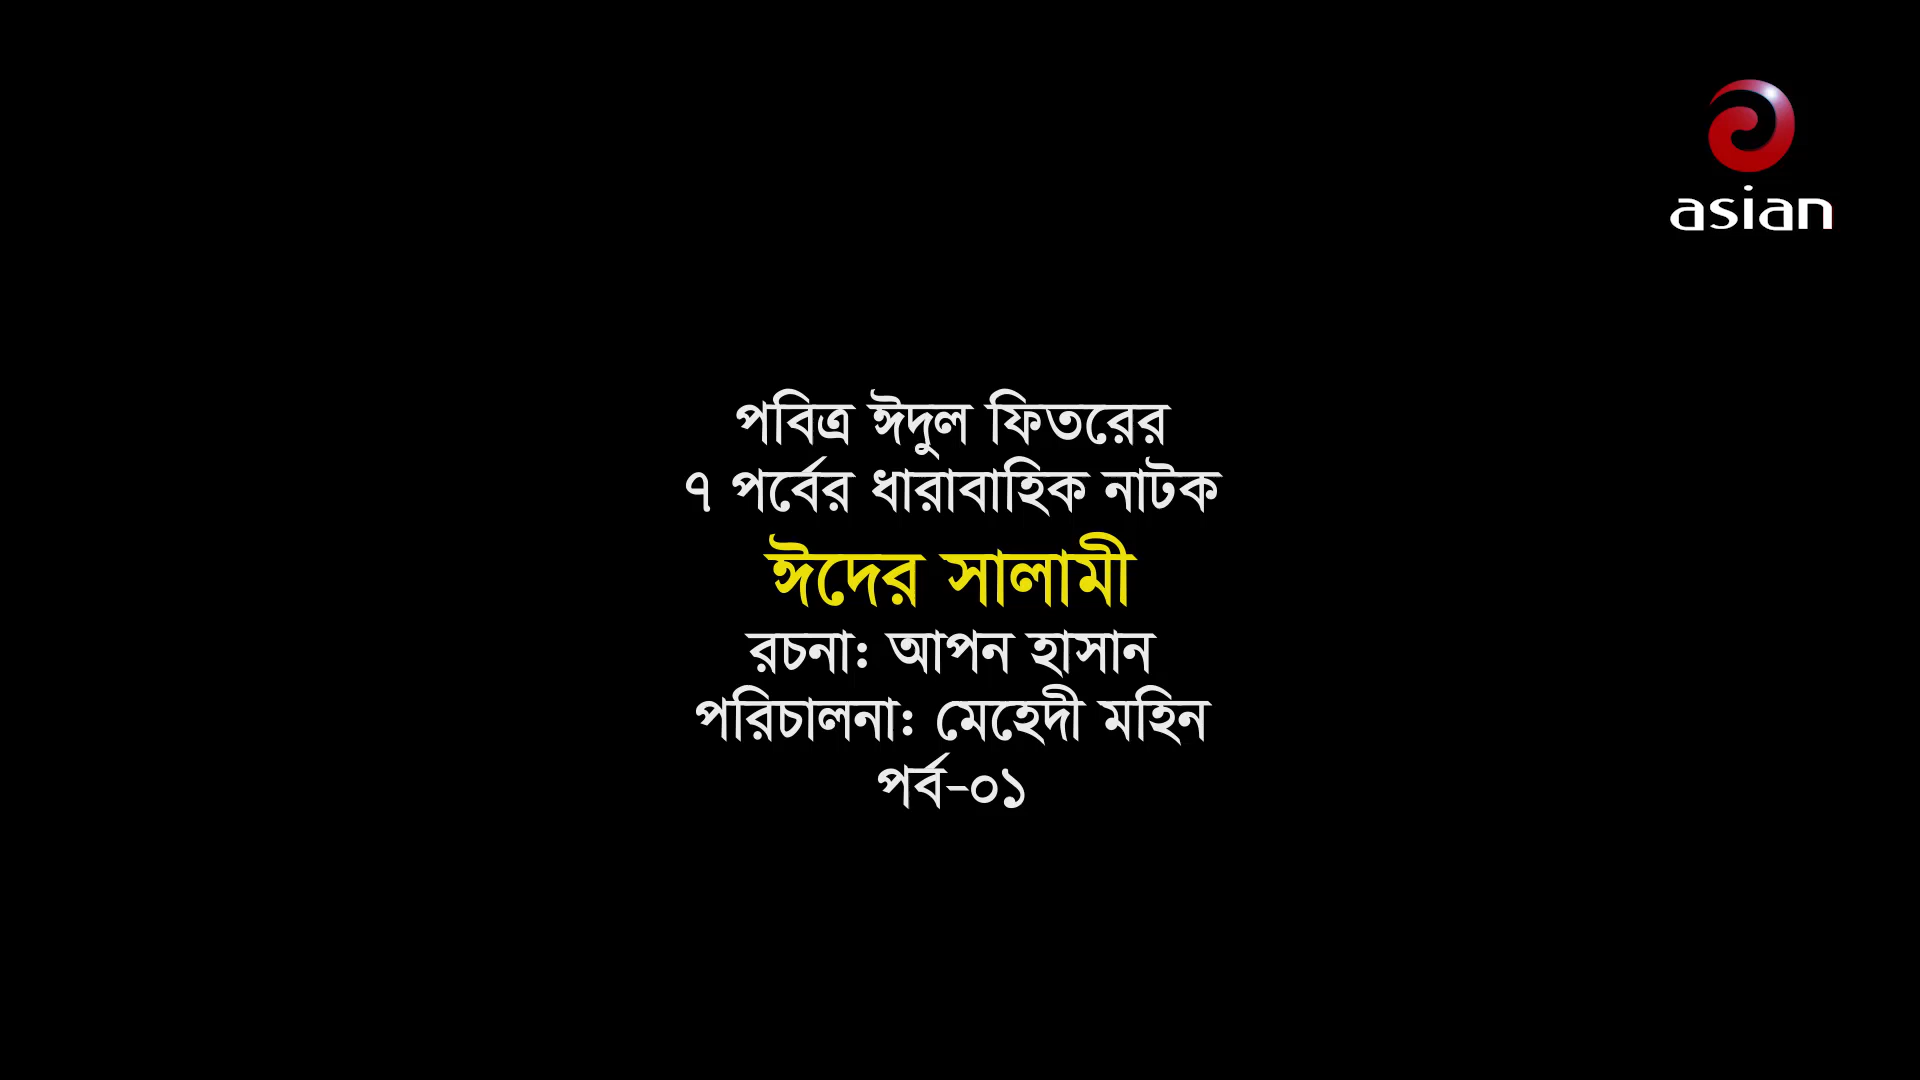 asian
পবিত্র ঈদুল ফিতরের
৭ পর্বের ধারাবাহিক নাটক
ঈদের সালামী
রচনা: আপন হাসান
পরিচালনা: মেহেদী মহিন
পর্ব-০১